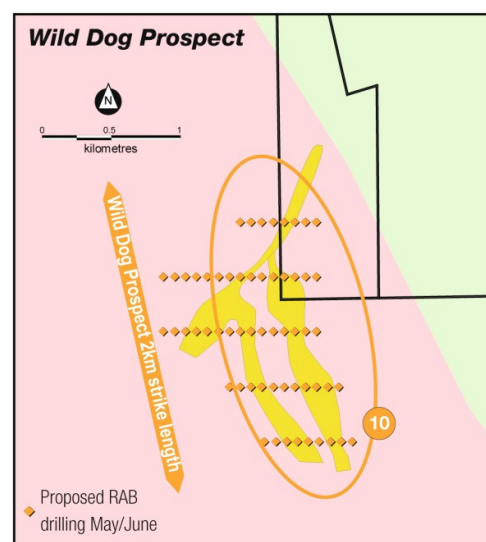 Wild Dog Prospect
N
0 0.5 1
kilometres
Wild Dog Prospect 2km strike length
10
Proposed RAB
drilling May/June